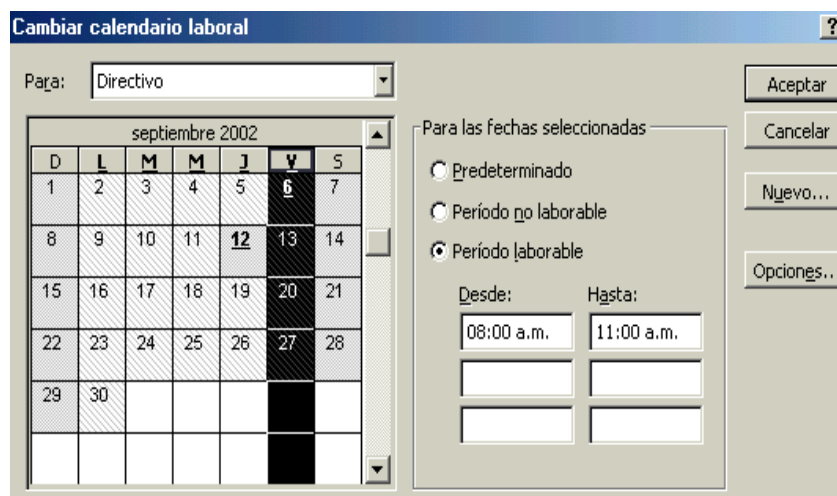 Cambiar calendario laboral ?
Para: Directivo
septiembre 2002
D L M M J V S
1 2 3 4 5 6 7
8 9 10 11 12 13 14
15 16 17 18 19 20 21
22 23 24 25 26 27 28
29 30
Para las fechas seleccionadas
Predeterminado
Período no laborable
Período laborable
Desde: Hasta:
08:00 a.m. 11:00 a.m.
Aceptar
Cancelar
Nuevo...
Opciones..